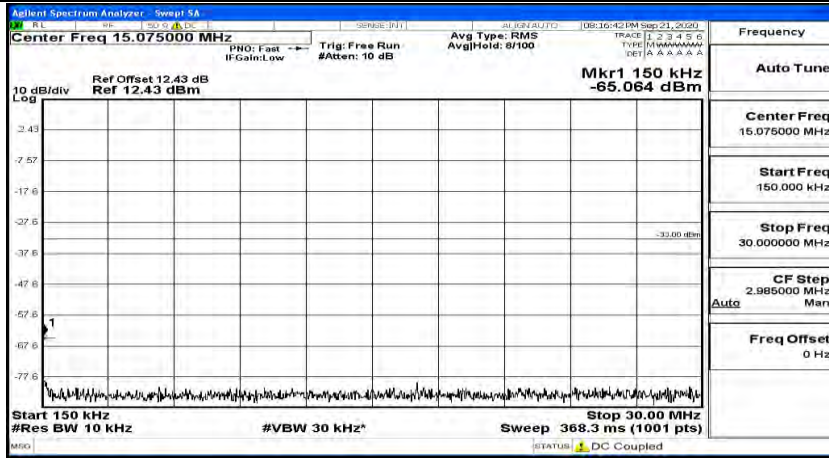 Agilent Spectrum Analyzer - Swept SA
RL RF 50 Ω DC SENSE:INT ALIGN AUTO 08:16:42 PM Sep 21, 2020
Center Freq 15.075000 MHz
PNO: Fast
IFGain:Low
Trig: Free Run
#Atten: 10 dB
Avg Type: RMS
Avg|Hold: 8/100
TRACE 1 2 3 4 5 6
TYPE MWWWWW
DET A A A A A A
Ref Offset 12.43 dB
10 dB/div Ref 12.43 dBm
Log
Mkr1 150 kHz
-65.064 dBm
2.43
-7.57
-17.6
-27.6
-33.00 dBm
-37.6
-47.6
-57.6
1
-67.6
-77.6
Start 150 kHz
Stop 30.00 MHz
#Res BW 10 kHz
#VBW 30 kHz*
Sweep 368.3 ms (1001 pts)
MSG
STATUS DC Coupled
Frequency
Auto Tune
Center Freq
15.075000 MHz
Start Freq
150.000 kHz
Stop Freq
30.000000 MHz
CF Step
2.985000 MHz
Auto Man
Freq Offset
0 Hz